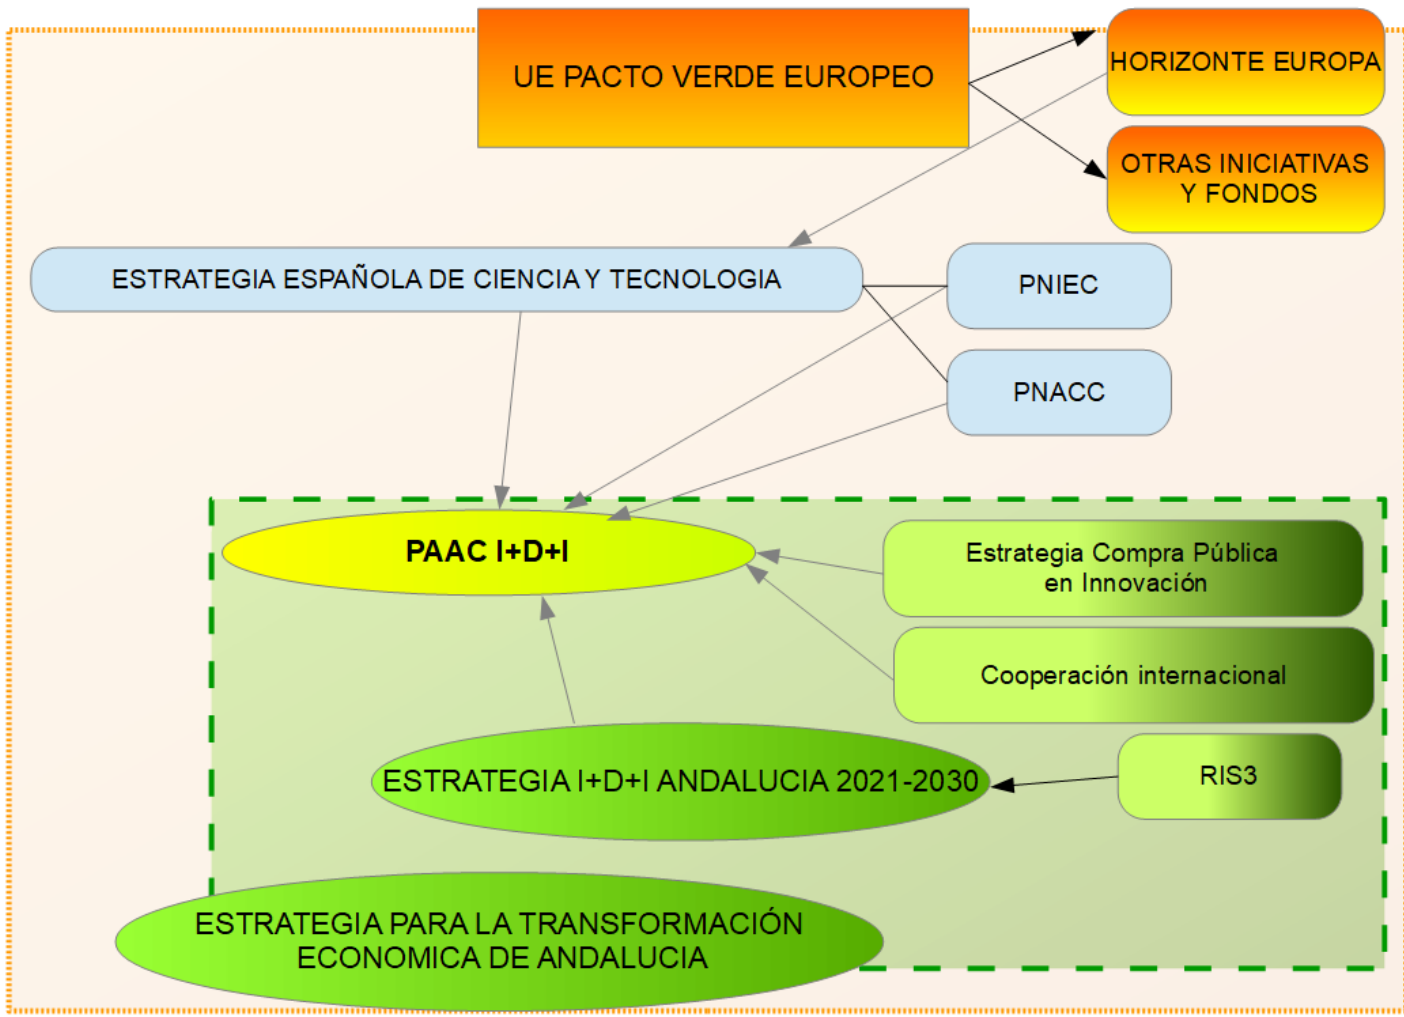 UE PACTO VERDE EUROPEO
HORIZONTE EUROPA
OTRAS INICIATIVAS
Y FONDOS
ESTRATEGIA ESPAÑOLA DE CIENCIA Y TECNOLOGIA
PNIEC
PNACC
PAAC I+D+I
Estrategia Compra Pública
en Innovación
Cooperación internacional
ESTRATEGIA I+D+I ANDALUCIA 2021-2030
RIS3
ESTRATEGIA PARA LA TRANSFORMACIÓN
ECONOMICA DE ANDALUCIA